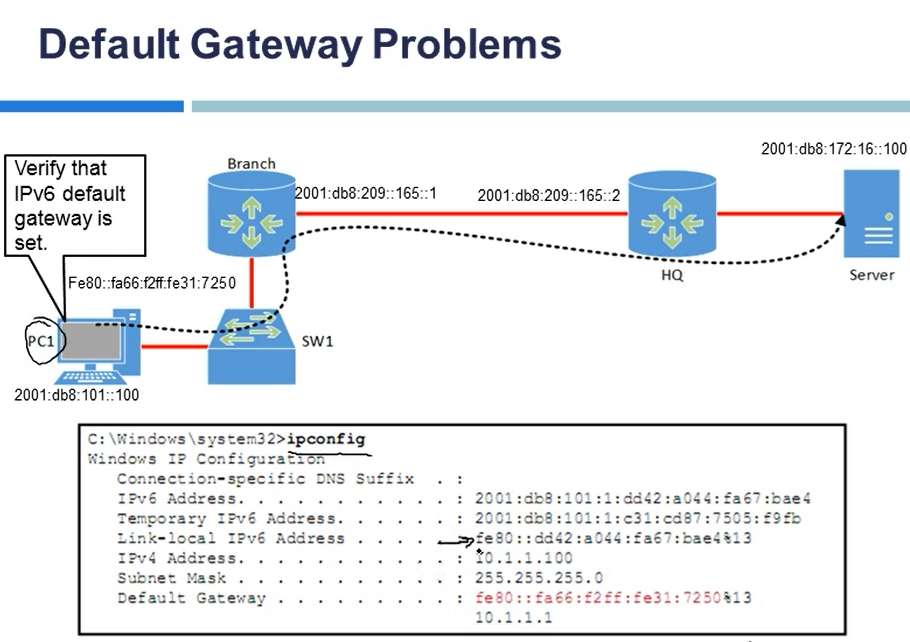 Default Gateway Problems
2001:db8:172:16::100
Verify that
IPv6 default
gateway is
set.
Branch
2001:db8:209::165::1
2001:db8:209::165::2
HQ
Server
Fe80::fa66:f2ff:fe31:7250
PC1
SW1
2001:db8:101::100
C:\Windows\system32>ipconfig
Windows IP Configuration
Connection-specific DNS Suffix . :
IPv6 Address. . . . . . . . . . . : 2001:db8:101:1:dd42:a044:fa67:bae4
Temporary IPv6 Address. . . . . . : 2001:db8:101:1:c31:cd87:7505:f9fb
Link-local IPv6 Address . . . . . : fe80::dd42:a044:fa67:bae4%13
IPv4 Address. . . . . . . . . . . : 10.1.1.100
Subnet Mask . . . . . . . . . . . : 255.255.255.0
Default Gateway . . . . . . . . . : fe80::fa66:f2ff:fe31:7250%13
10.1.1.1